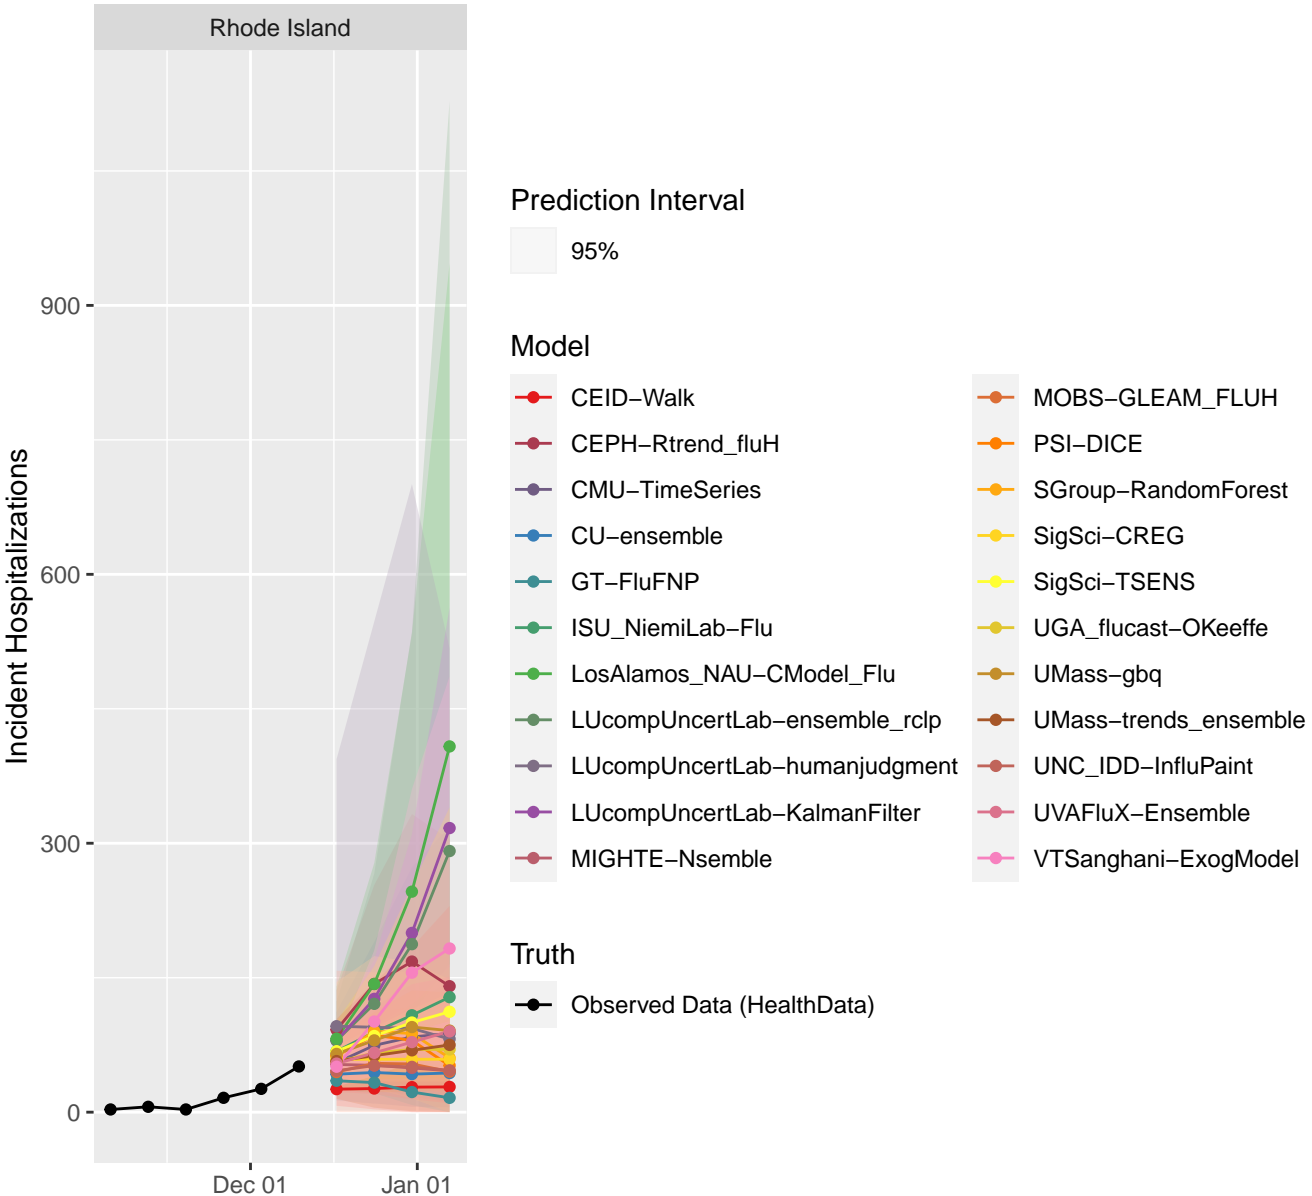 Rhode Island
Incident Hospitalizations
900
600
300
0
Dec 01
Jan 01
Prediction Interval
95%
Model
CEID−Walk
CEPH−Rtrend_fluH
CMU−TimeSeries
CU−ensemble
GT−FluFNP
ISU_NiemiLab−Flu
LosAlamos_NAU−CModel_Flu
LUcompUncertLab−ensemble_rclp
LUcompUncertLab−humanjudgment
LUcompUncertLab−KalmanFilter
MIGHTE−Nsemble
MOBS−GLEAM_FLUH
PSI−DICE
SGroup−RandomForest
SigSci−CREG
SigSci−TSENS
UGA_flucast−OKeeffe
UMass−gbq
UMass−trends_ensemble
UNC_IDD−InfluPaint
UVAFluX−Ensemble
VTSanghani−ExogModel
Truth
Observed Data (HealthData)